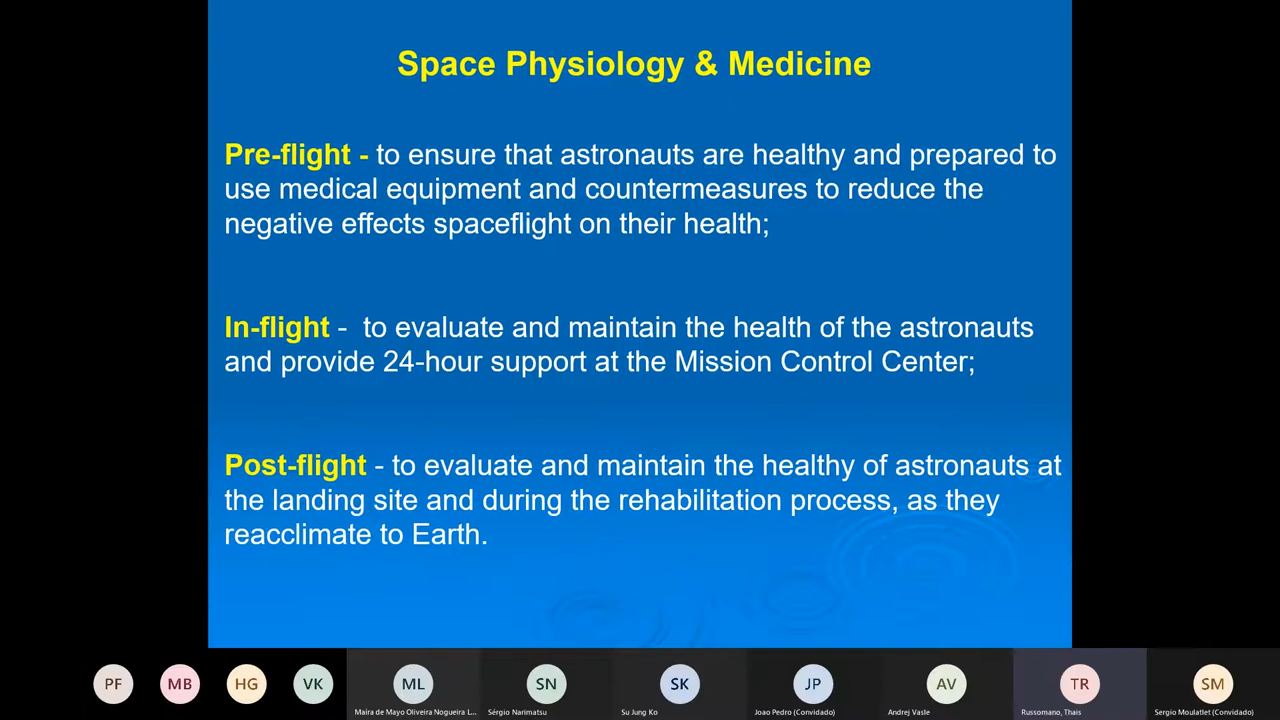 Space Physiology & Medicine
Pre-flight - to ensure that astronauts are healthy and prepared to
use medical equipment and countermeasures to reduce the
negative effects spaceflight on their health;
In-flight - to evaluate and maintain the health of the astronauts
and provide 24-hour support at the Mission Control Center;
Post-flight - to evaluate and maintain the healthy of astronauts at
the landing site and during the rehabilitation process, as they
reacclimate to Earth.
PF MB HG VK ML SN SK JP AV TR SM
Maira de Mayo Oliveira Nogueira L... Sérgio Narimatsu Su Jung Ko Joao Pedro (Convidado) Andrej Vasle Russomano, Thais Sergio Moulatlet (Convidado)